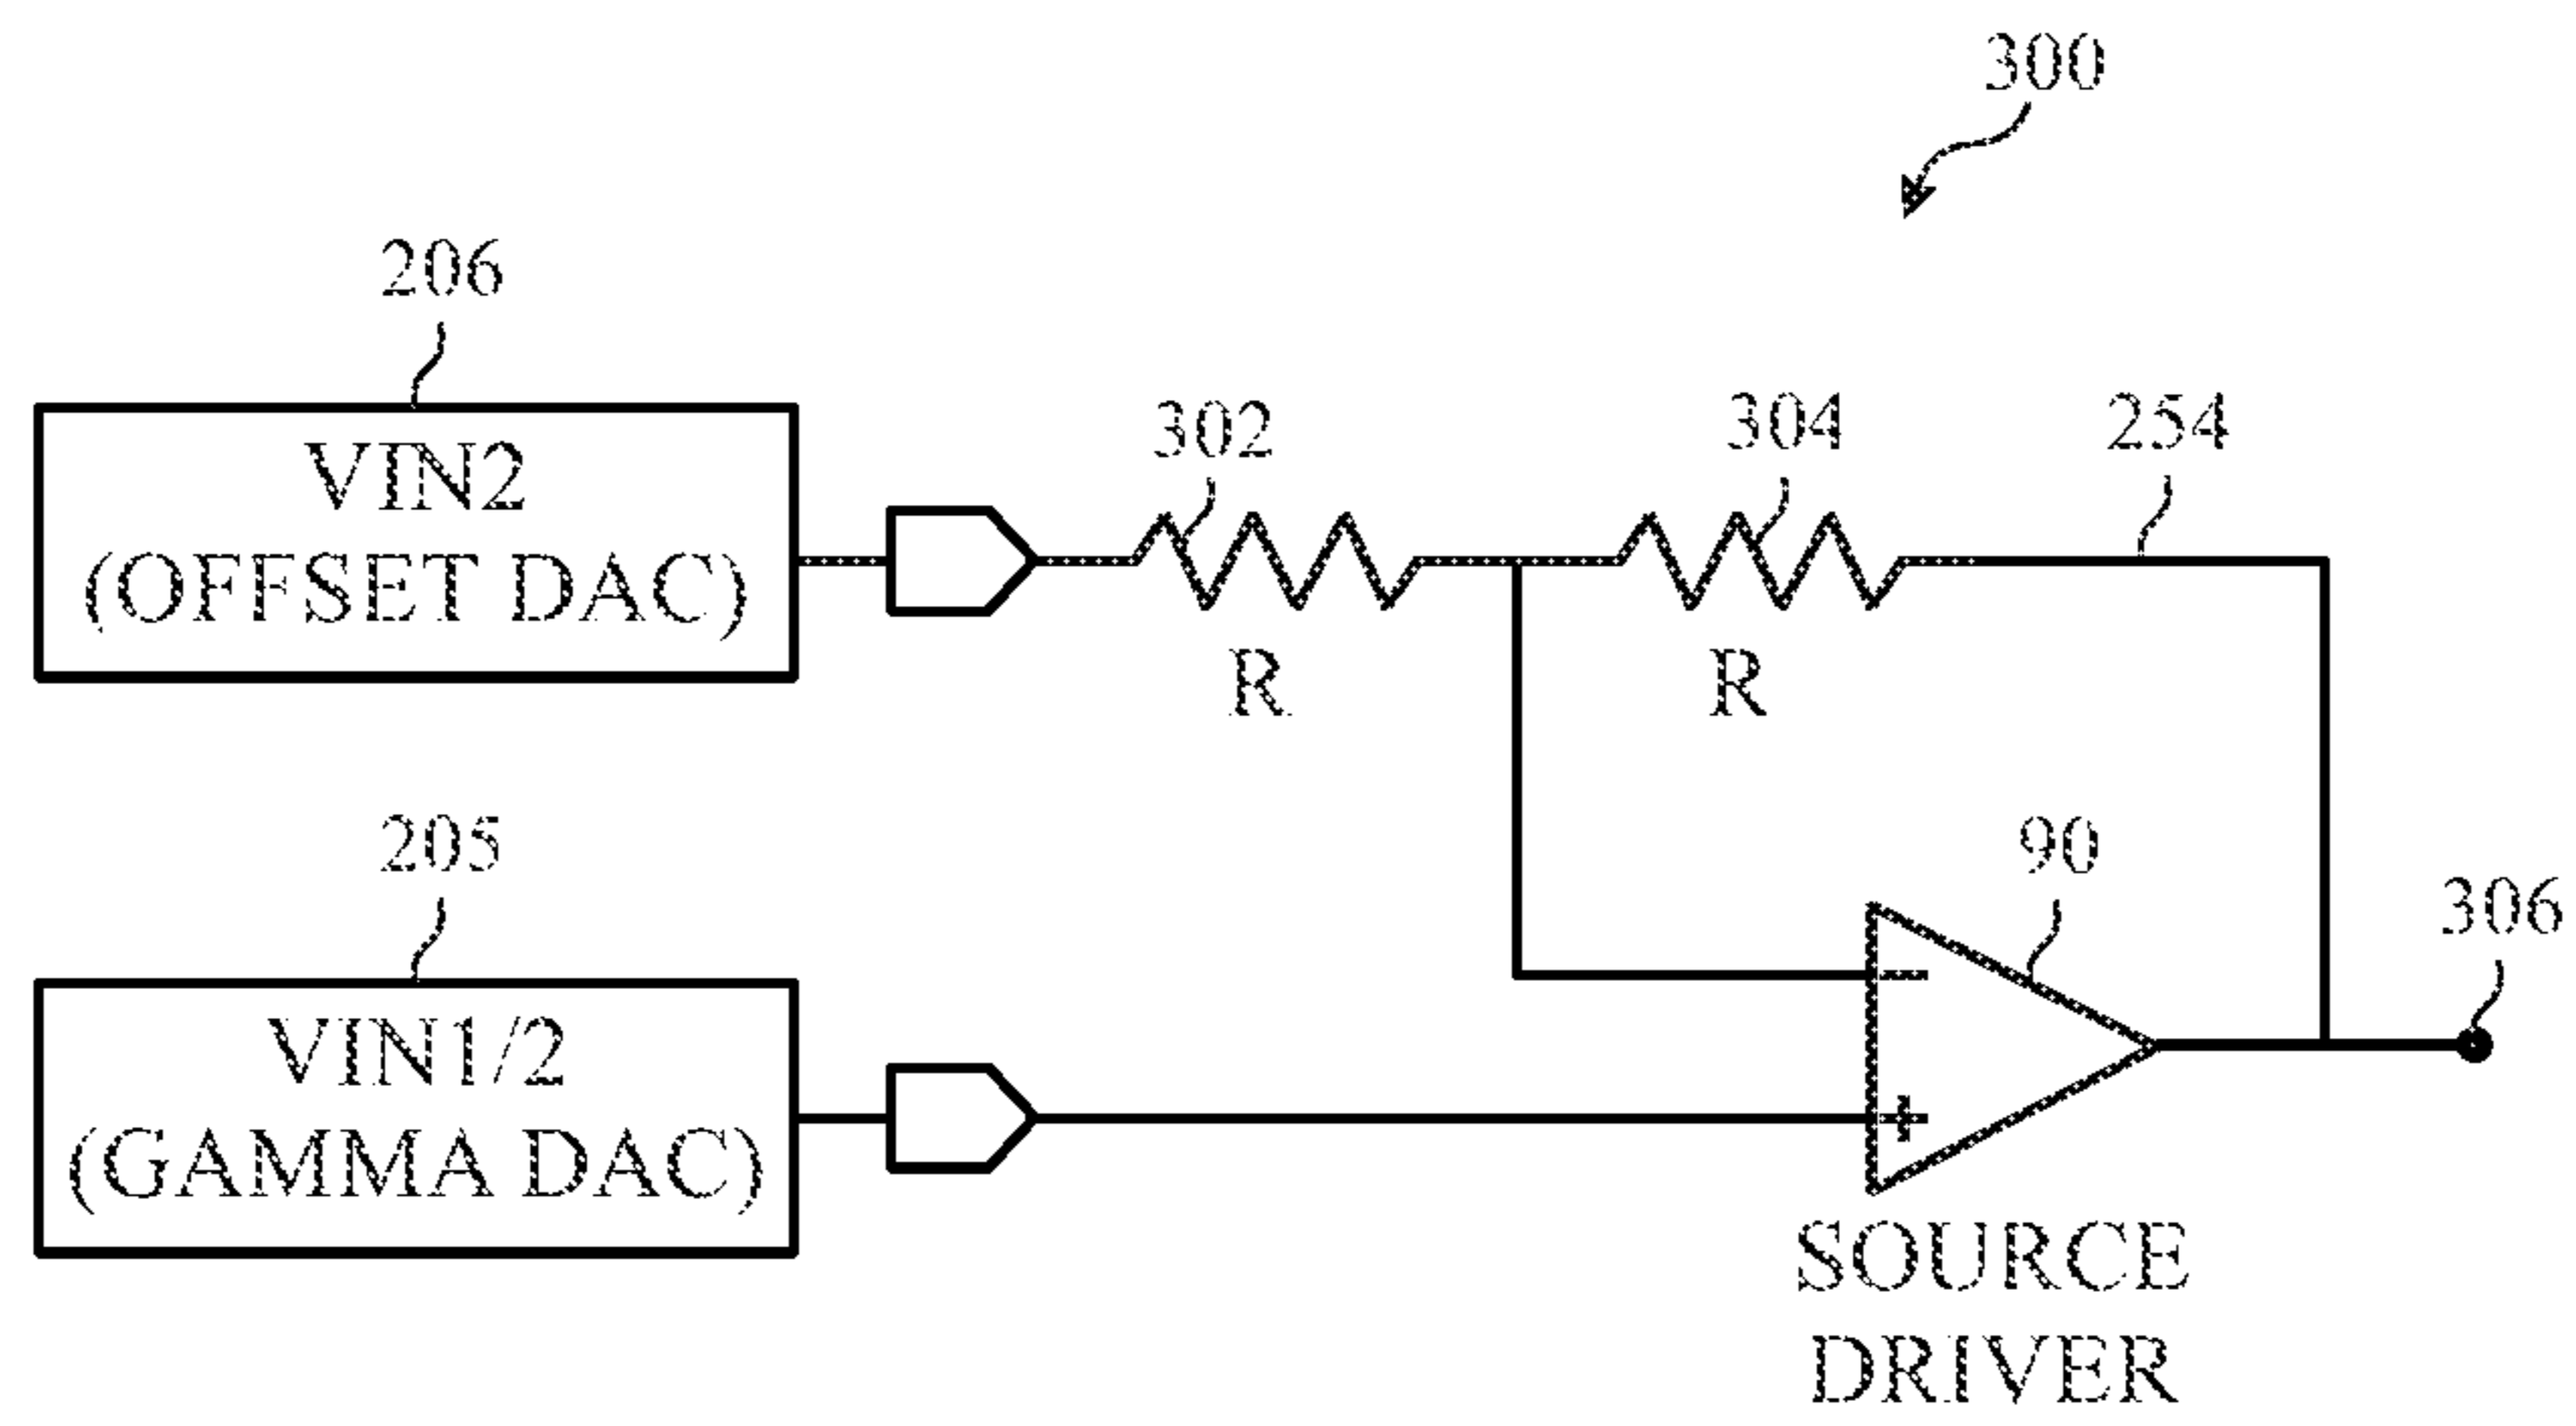 300
206
VIN2
(OFFSET DAC)
302
304
254
R
R
205
VIN1/2
(GAMMA DAC)
90
306
−
+
SOURCE
DRIVER